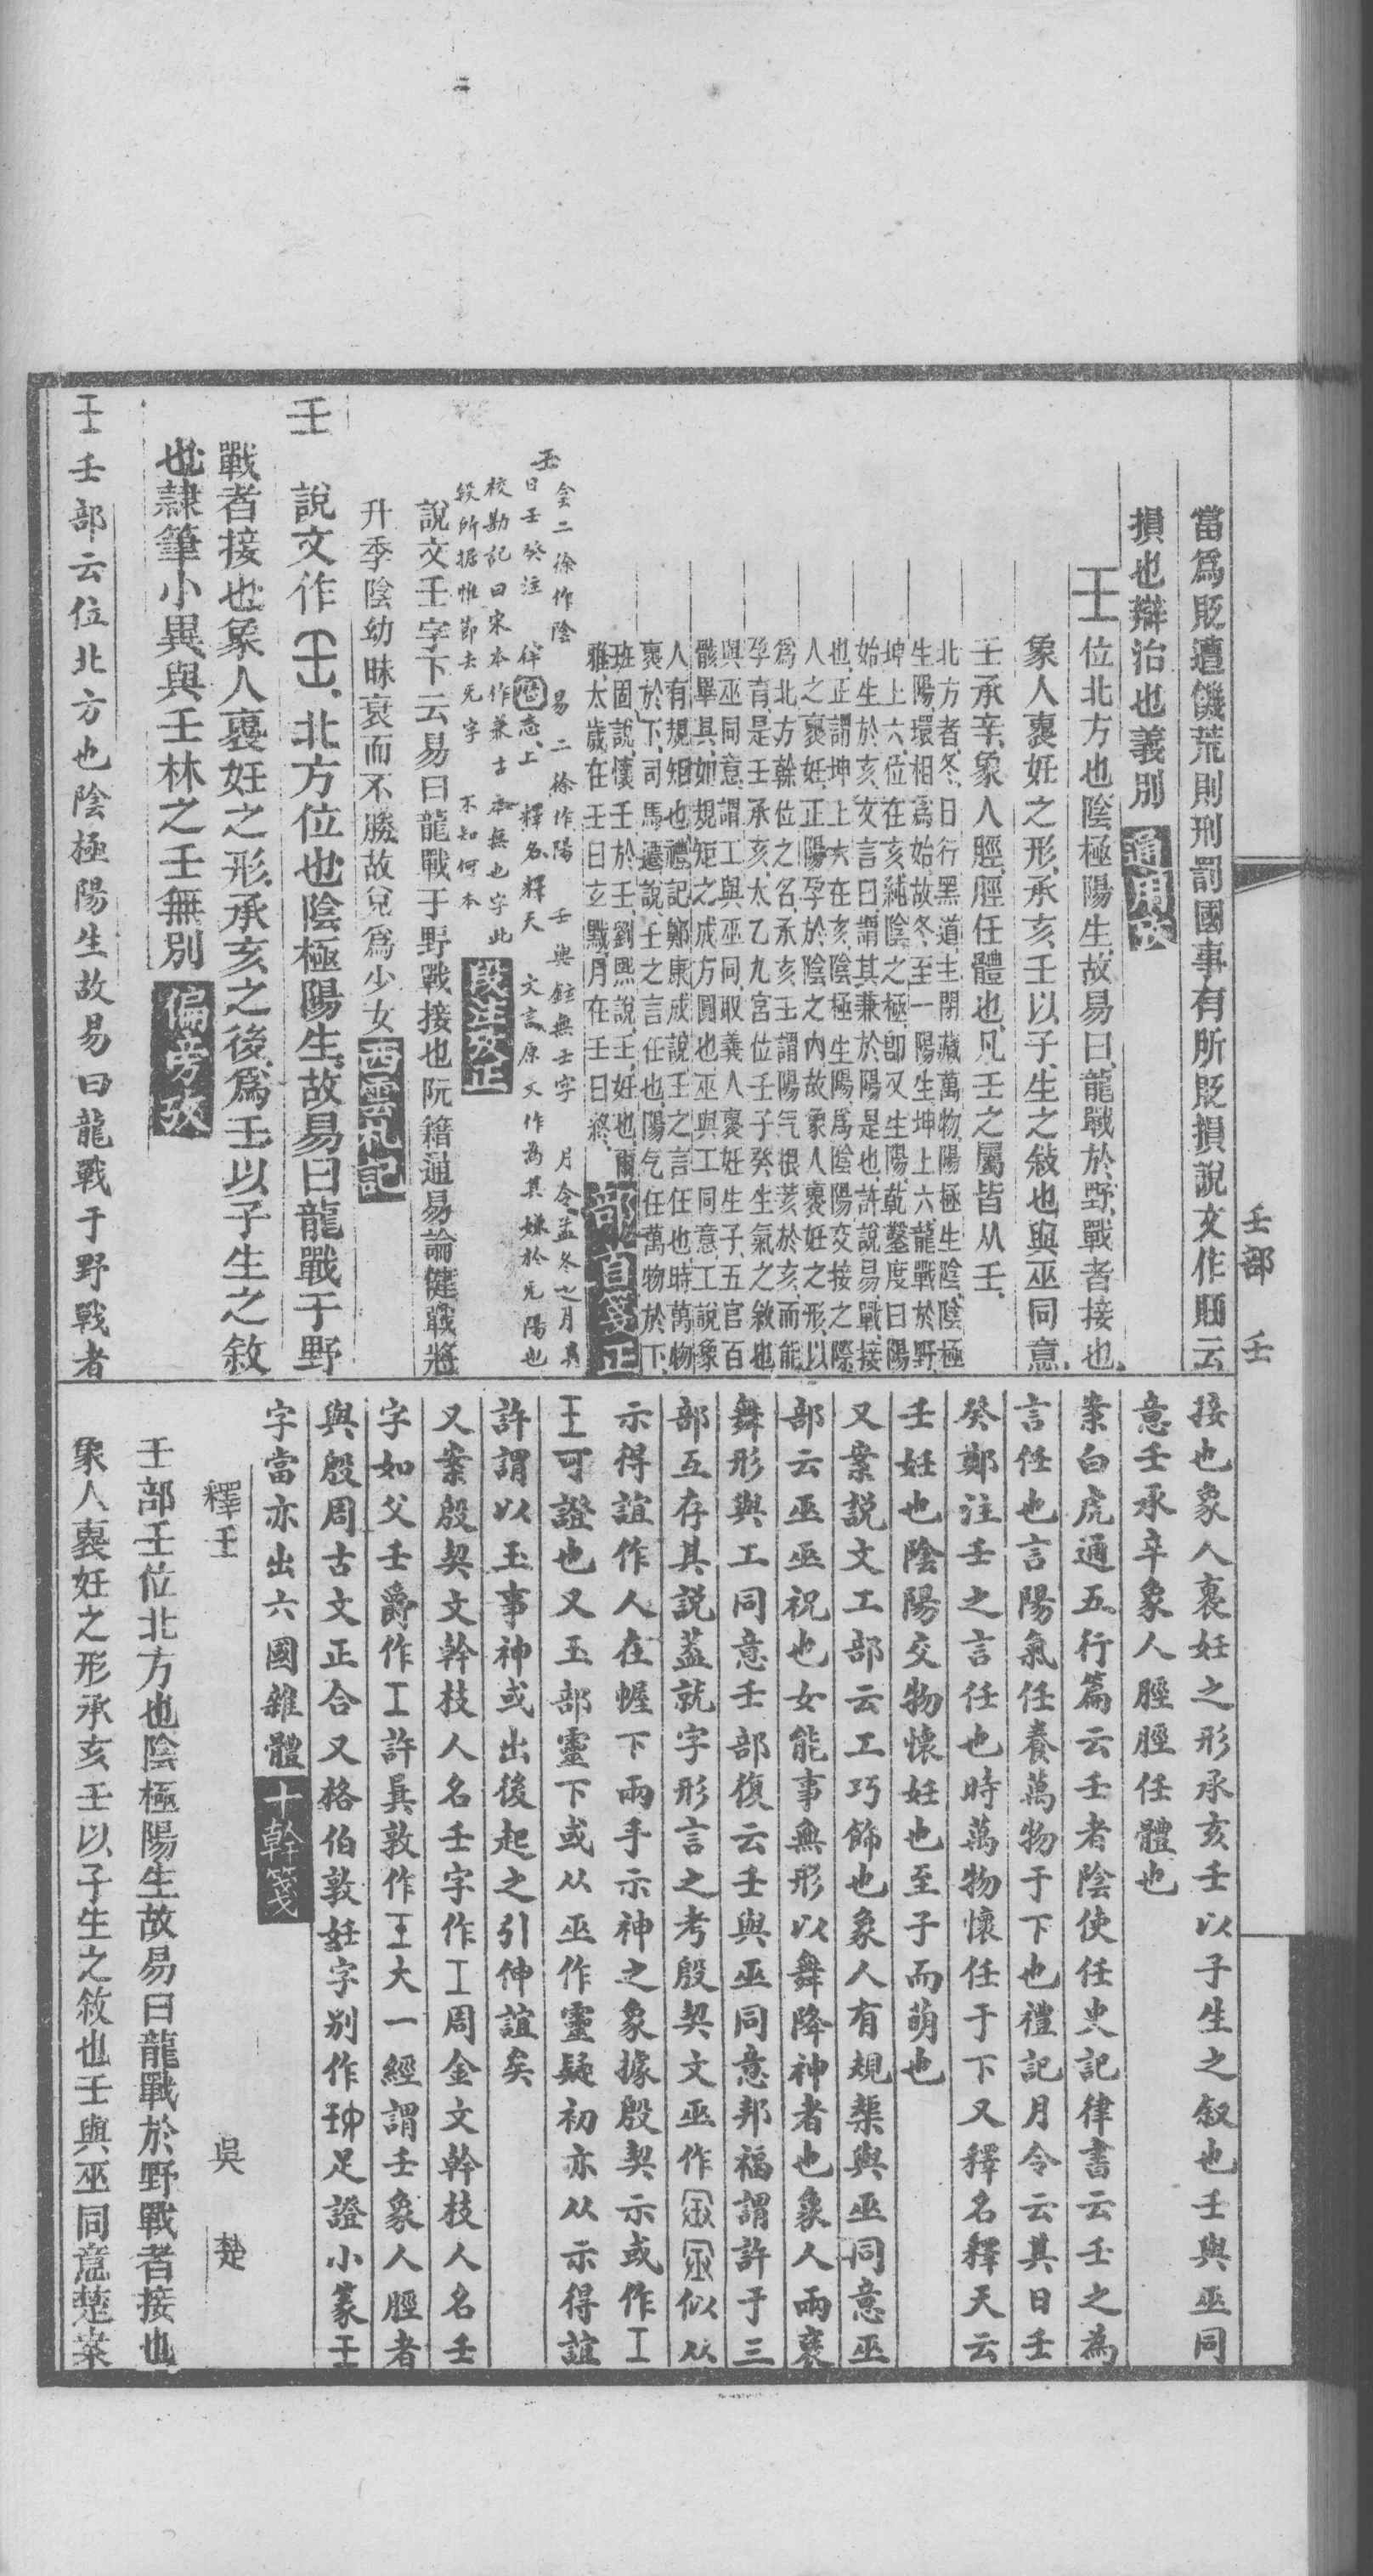 壬部　壬
當爲貶遭饑荒則刑罰國事有所貶損說文作𧵳云
損也辯治也義別　通用攷
壬　位北方也陰極陽生故易曰龍戰於野戰者接也
象人褢妊之形承亥壬以子生之敍也與巫同意
壬承辛象人脛脛任體也凡壬之屬皆从壬
北方者冬日行黑道主閉藏萬物陽極生陰陰極
生陽環相爲始故冬至一陽生坤上六龍戰於野
坤上六位在亥純陰之極卽又生陽乾鑿度曰陽
始生於亥文言曰謂其兼於陽是也許說易戰接
也正謂坤上六在亥陰極生陽爲陰陽交接之際
人之褢妊正陽孕於陰之內故象人褢妊之形以
爲北方榦位之名承亥壬謂陽气根荄於亥而能
孕育是壬承亥太乙九宮位壬子癸生氣之敍也
與巫同意謂工與巫同取義人褢妊生子五官百
骸畢具如規矩之成方圓也巫與工同意工說象
人有規矩也禮記鄭康成說壬之言任也時萬物
褢於下司馬遷說壬之言任也陽气任萬物於下
班固說懷壬於壬劉熙說壬妊也爾
雅太歲在壬曰玄黓月在壬曰終　部首箋正
侌二徐作陰　易二徐作陽　壬與鉉無壬字　月令孟冬之月其
壬日壬癸注　上　釋名釋天　文言原文作爲其嫌於无陽也
校勘記曰宋本作兼古本無也字此
段所据惟節去无字　不知何本　段注攷正
說文壬字下云易曰龍戰于野戰接也阮籍通易論健戰將
升季陰幼昧衰而不勝故兌爲少女　西雲札記
壬　說文作壬北方位也陰極陽生故易曰龍戰于野
戰者接也象人褢妊之形承亥之後爲壬以子生之敘
也隷筆小異與壬林之壬無別　偏旁攷
壬壬部云位北方也陰極陽生故易曰龍戰于野戰者
接也象人褢妊之形承亥壬以子生之叙也壬與巫同
意壬承辛象人脛脛任體也
案白虎通五行篇云壬者陰使任史記律書云壬之為
言任也言陽氣任養萬物于下也禮記月令云其日壬
癸鄭注壬之言任也時萬物懷任于下又釋名釋天云
壬妊也陰陽交物懷妊也至子而萌也
又案説文工部云工巧飾也象人有規榘與巫同意巫
部云巫巫祝也女能事無形以舞降神者也象人兩褎
舞形與工同意壬部復云壬與巫同意邦福謂許于三
部互存其説葢就字形言之考殷契文巫作似从
示得誼作人在幄下兩手示神之象據殷契示或作工
王可證也又玉部靈下或从巫作靈疑初亦从示得誼
許謂以玉事神或出後起之引伸誼矣
又案殷契文幹枝人名壬字作工周金文幹枝人名壬
字如父壬爵作工許㠱敦作壬大一經謂壬象人脛者
與殷周古文正合又格伯敦妊字别作足證小篆壬
字當亦出六國雜體　十幹箋
釋壬　　吳　楚
壬部壬位北方也陰極陽生故易曰龍戰於野戰者接也
象人褢妊之形承亥壬以子生之敘也壬與巫同意楚案